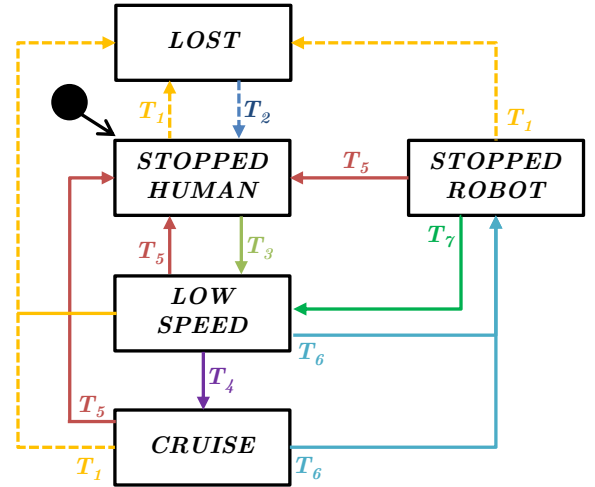 LOST
T₁
T₂
T₁
STOPPED
HUMAN
T₅
STOPPED
ROBOT
T₅
T₃
T₇
LOW
SPEED
T₆
T₄
T₅
CRUISE
T₁
T₆